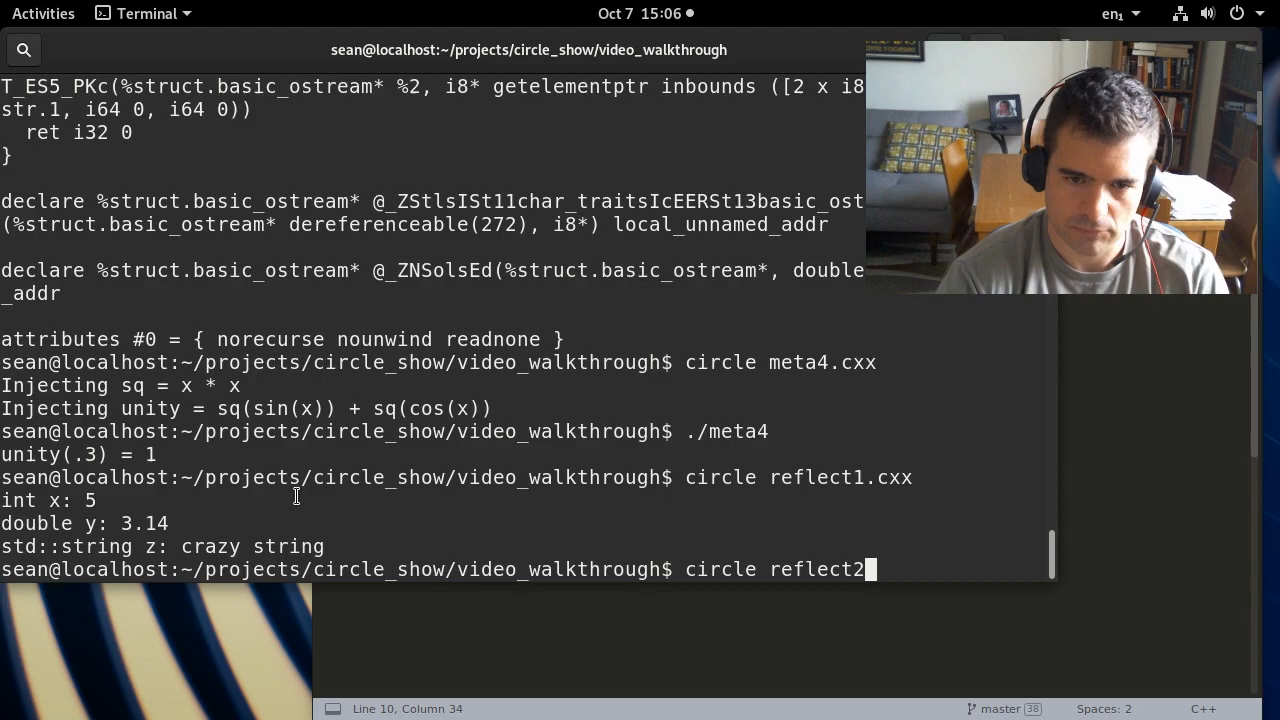 Activities Terminal Oct 7 15:06 en₁
sean@localhost:~/projects/circle_show/video_walkthrough
T_ES5_PKc(%struct.basic_ostream* %2, i8* getelementptr inbounds ([2 x i8
str.1, i64 0, i64 0))
  ret i32 0
}
declare %struct.basic_ostream* @_ZStlsISt11char_traitsIcEERSt13basic_ost
(%struct.basic_ostream* dereferenceable(272), i8*) local_unnamed_addr
declare %struct.basic_ostream* @_ZNSolsEd(%struct.basic_ostream*, double
_addr
attributes #0 = { norecurse nounwind readnone }
sean@localhost:~/projects/circle_show/video_walkthrough$ circle meta4.cxx
Injecting sq = x * x
Injecting unity = sq(sin(x)) + sq(cos(x))
sean@localhost:~/projects/circle_show/video_walkthrough$ ./meta4
unity(.3) = 1
sean@localhost:~/projects/circle_show/video_walkthrough$ circle reflect1.cxx
int x: 5
double y: 3.14
std::string z: crazy string
sean@localhost:~/projects/circle_show/video_walkthrough$ circle reflect2
Line 10, Column 34 master 38 Spaces: 2 C++